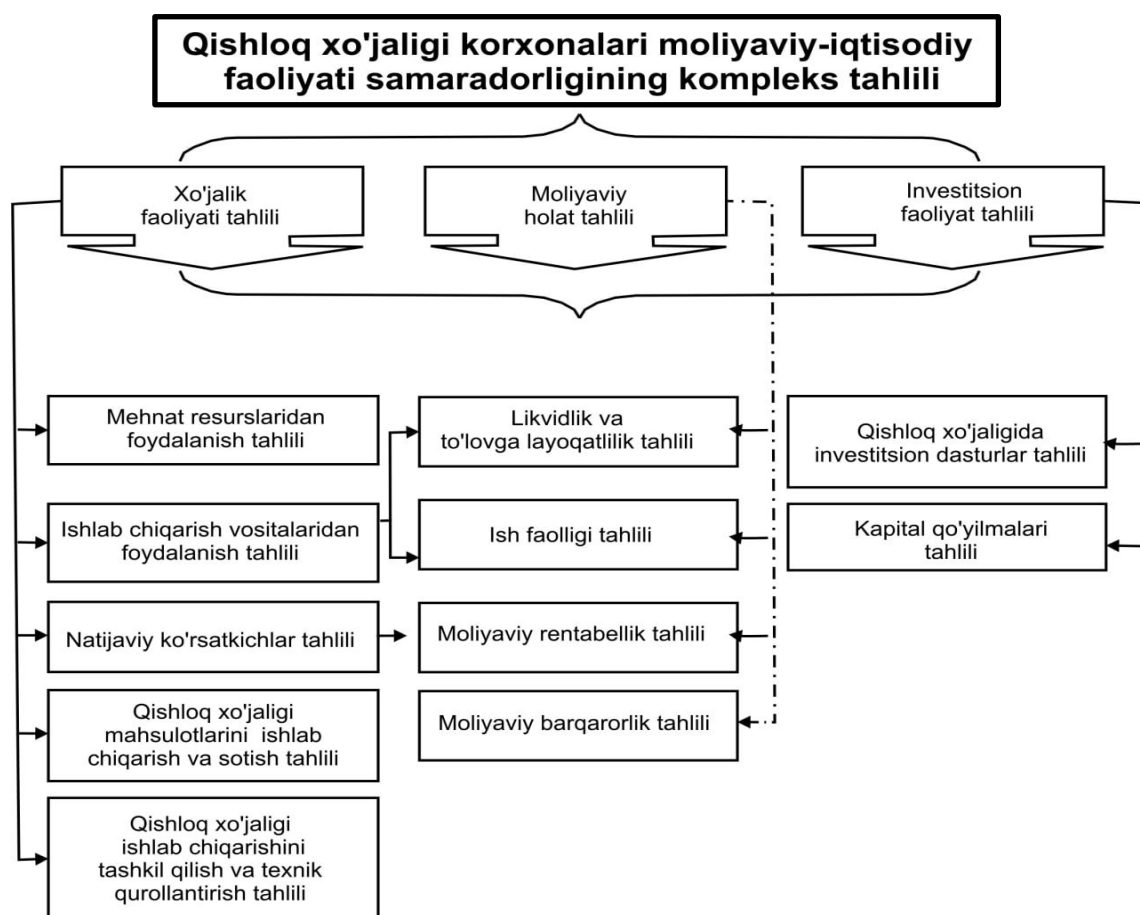 Qishloq xo'jaligi korxonalari moliyaviy-iqtisodiy
faoliyati samaradorligining kompleks tahlili
Xo'jalik
faoliyati tahlili
Moliyaviy
holat tahlili
Investitsion
faoliyat tahlili
Mehnat resurslaridan
foydalanish tahlili
Ishlab chiqarish vositalaridan
foydalanish tahlili
Natijaviy ko'rsatkichlar tahlili
Qishloq xo'jaligi
mahsulotlarini ishlab
chiqarish va sotish tahlili
Qishloq xo'jaligi
ishlab chiqarishini
tashkil qilish va texnik
qurollantirish tahlili
Likvidlik va
to'lovga layoqatlilik tahlili
Ish faolligi tahlili
Moliyaviy rentabellik tahlili
Moliyaviy barqarorlik tahlili
Qishloq xo'jaligida
investitsion dasturlar tahlili
Kapital qo'yilmalari
tahlili